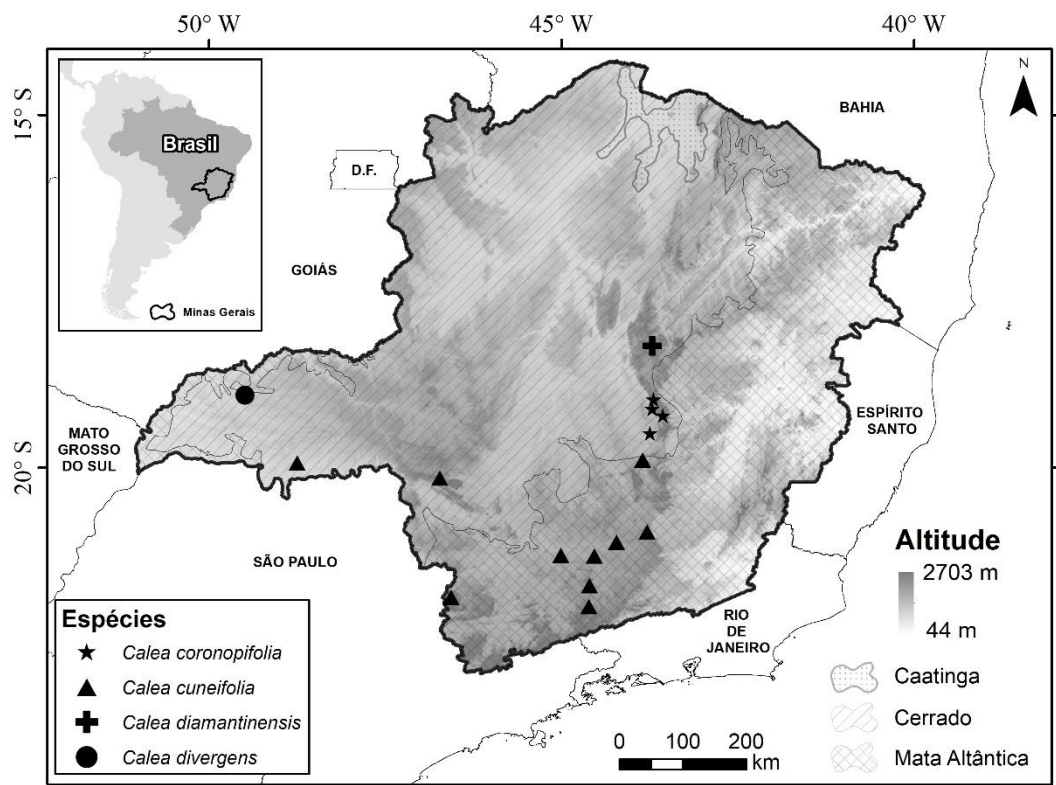 50° W
45° W
40° W
15° S
20° S
N
Brasil
Minas Gerais
BAHIA
D.F.
GOIÁS
MATO
GROSSO
DO SUL
ESPÍRITO
SANTO
SÃO PAULO
RIO
DE
JANEIRO
Espécies
Calea coronopifolia
Calea cuneifolia
Calea diamantinensis
Calea divergens
0 100 200
km
Altitude
2703 m
44 m
Caatinga
Cerrado
Mata Altântica